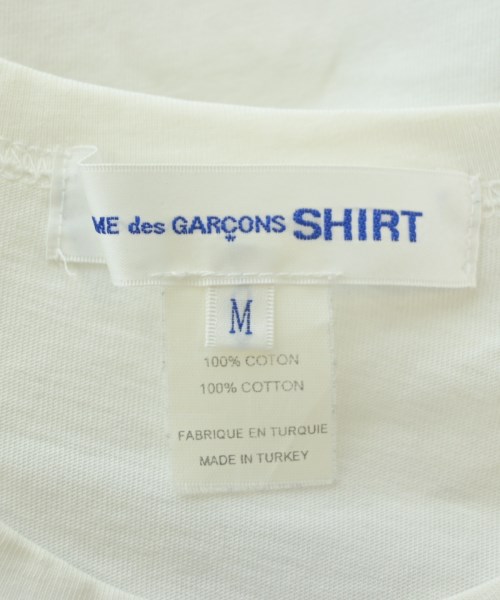 ME des GARÇONS SHIRT
M
100% COTON
100% COTTON
FABRIQUE EN TURQUIE
MADE IN TURKEY